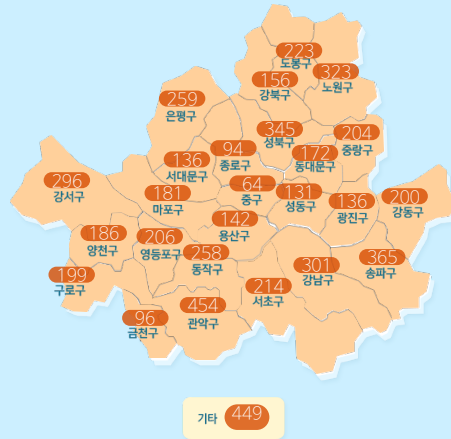 223
도봉구
323
노원구
156
강북구
259
은평구
345
성북구
204
중랑구
94
종로구
172
동대문구
136
서대문구
296
강서구
181
마포구
64
중구
131
성동구
136
광진구
200
강동구
142
용산구
186
양천구
206
영등포구
258
동작구
365
송파구
301
강남구
199
구로구
214
서초구
454
관악구
96
금천구
기타 449